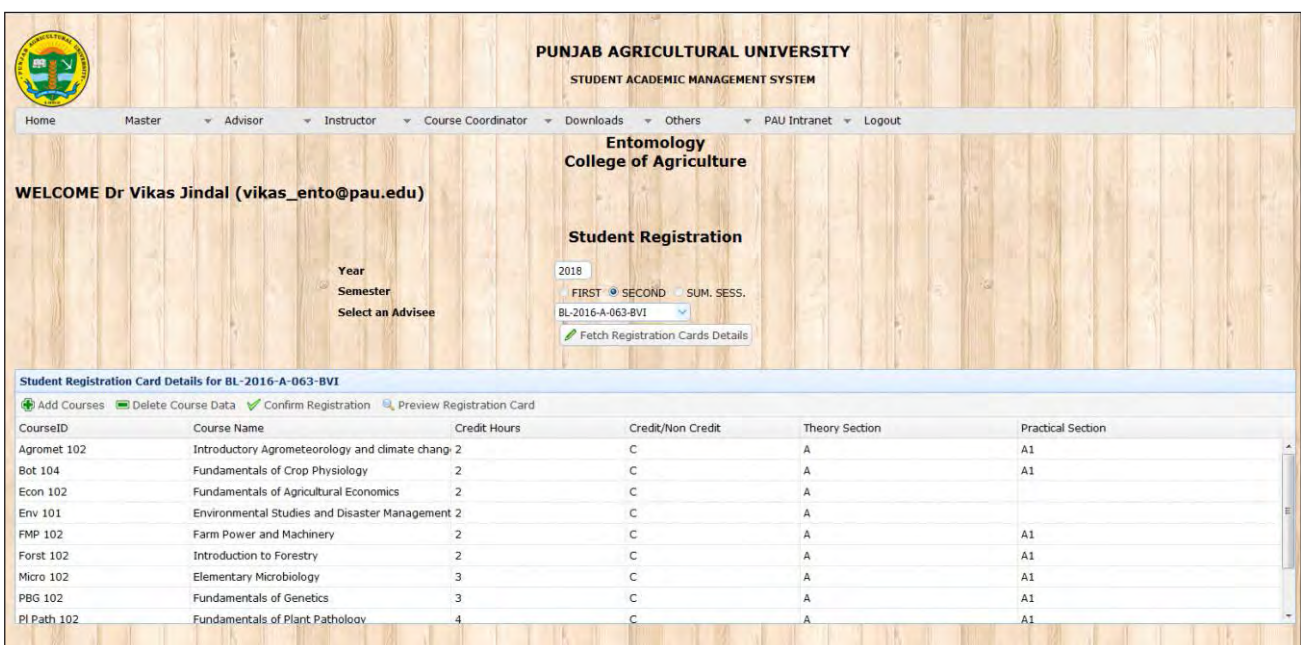 PUNJAB AGRICULTURAL UNIVERSITY
STUDENT ACADEMIC MANAGEMENT SYSTEM
Home Master Advisor Instructor Course Coordinator Downloads Others PAU Intranet Logout
Entomology
College of Agriculture
WELCOME Dr Vikas Jindal (vikas_ento@pau.edu)
Student Registration
Year 2018
Semester FIRST SECOND SUM. SESS.
Select an Advisee BL-2016-A-063-BVI
Fetch Registration Cards Details
Student Registration Card Details for BL-2016-A-063-BVI
Add Courses Delete Course Data Confirm Registration Preview Registration Card
CourseID Course Name Credit Hours Credit/Non Credit Theory Section Practical Section
Agromet 102 Introductory Agrometeorology and climate chang 2 C A A1
Bot 104 Fundamentals of Crop Physiology 2 C A A1
Econ 102 Fundamentals of Agricultural Economics 2 C A
Env 101 Environmental Studies and Disaster Management 2 C A
FMP 102 Farm Power and Machinery 2 C A A1
Forst 102 Introduction to Forestry 2 C A A1
Micro 102 Elementary Microbiology 3 C A A1
PBG 102 Fundamentals of Genetics 3 C A A1
Pl Path 102 Fundamentals of Plant Pathology 4 C A A1